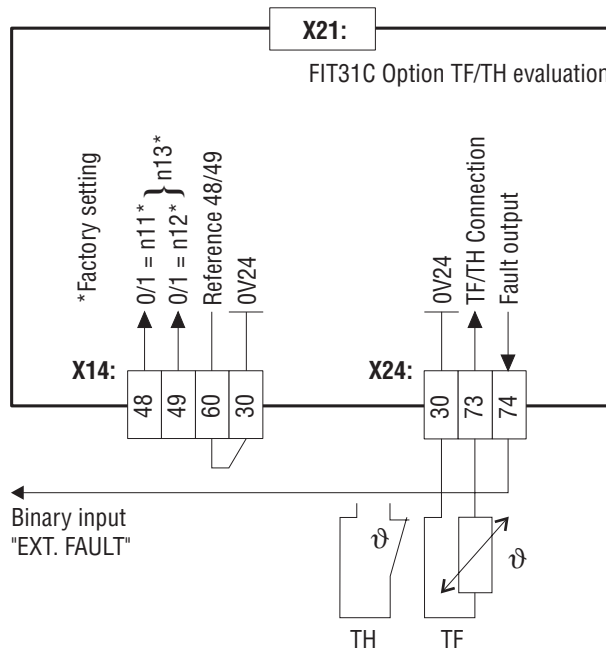 X21:
FIT31C Option TF/TH evaluation
*Factory setting
0/1 = n11*
0/1 = n12*
} n13*
Reference 48/49
0V24
0V24
TF/TH Connection
Fault output
X14:
48
49
60
30
X24:
30
73
74
Binary input
"EXT. FAULT"
ϑ
ϑ
TH
TF